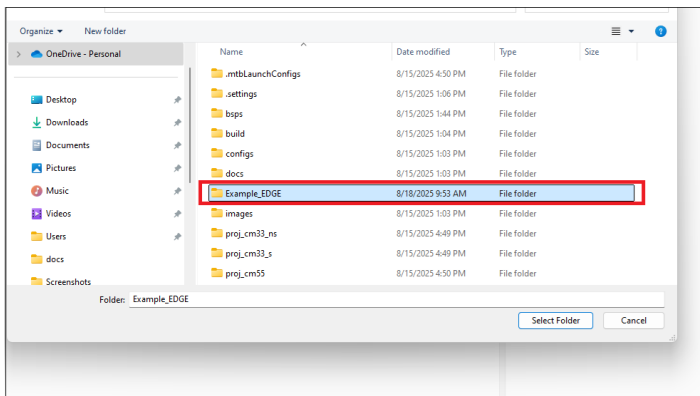 Organize New folder
OneDrive - Personal
Desktop
Downloads
Documents
Pictures
Music
Videos
Users
docs
Screenshots
Name Date modified Type Size
.mtbLaunchConfigs 8/15/2025 4:50 PM File folder
.settings 8/15/2025 1:06 PM File folder
bsps 8/15/2025 1:44 PM File folder
build 8/15/2025 1:04 PM File folder
configs 8/15/2025 1:03 PM File folder
docs 8/15/2025 1:03 PM File folder
Example_EDGE 8/18/2025 9:53 AM File folder
images 8/15/2025 1:03 PM File folder
proj_cm33_ns 8/15/2025 4:49 PM File folder
proj_cm33_s 8/15/2025 4:49 PM File folder
proj_cm55 8/15/2025 4:50 PM File folder
Folder: Example_EDGE
Select Folder Cancel